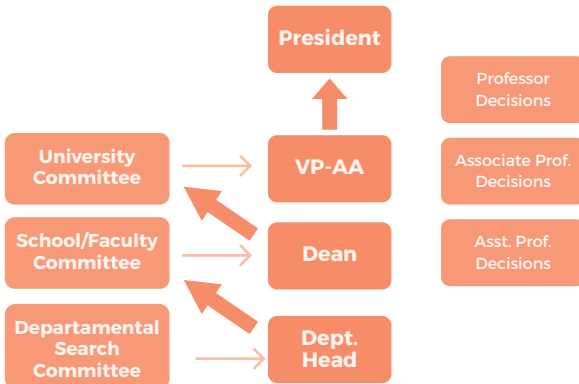 President
Professor
Decisions
University
Committee
VP-AA
Associate Prof.
Decisions
School/Faculty
Committee
Dean
Asst. Prof.
Decisions
Departamental
Search
Committee
Dept.
Head